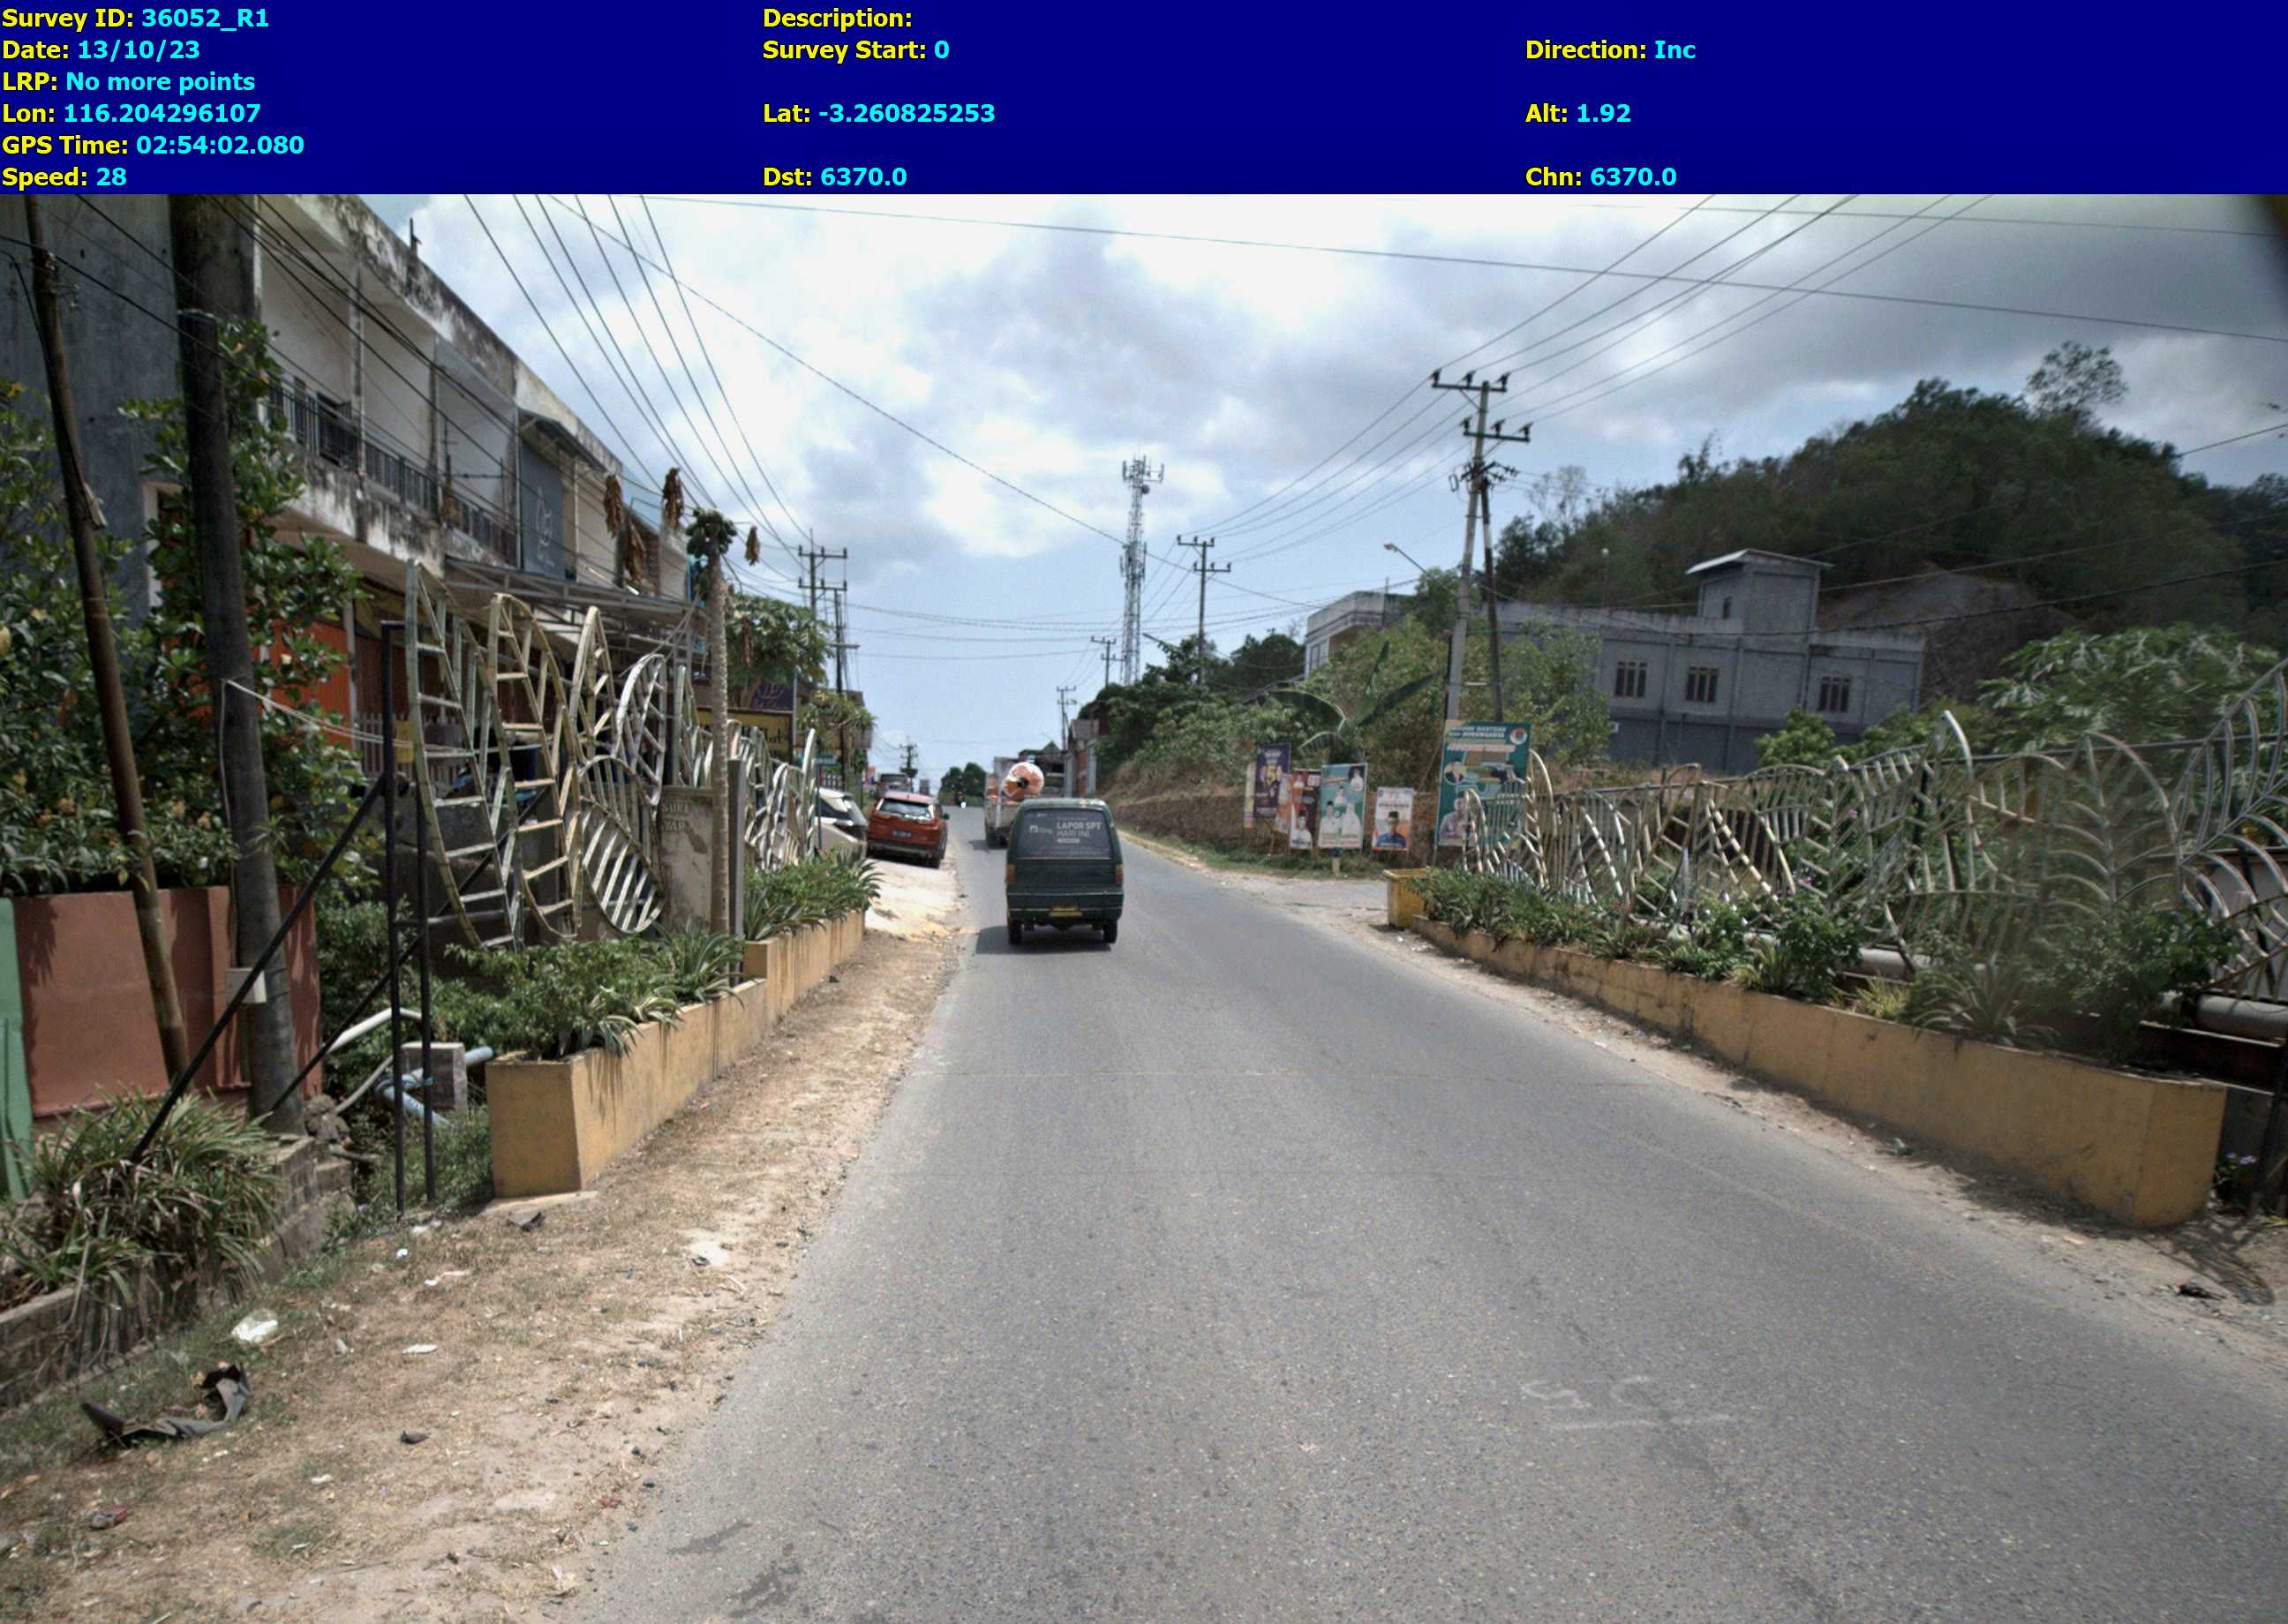 Survey ID: 36052_R1
Description:
Date: 13/10/23
Survey Start: 0
Direction: Inc
LRP: No more points
Lon: 116.204296107
Lat: -3.260825253
Alt: 1.92
GPS Time: 02:54:02.080
Speed: 28
Dst: 6370.0
Chn: 6370.0
LAPOR SPT
HARI INI.